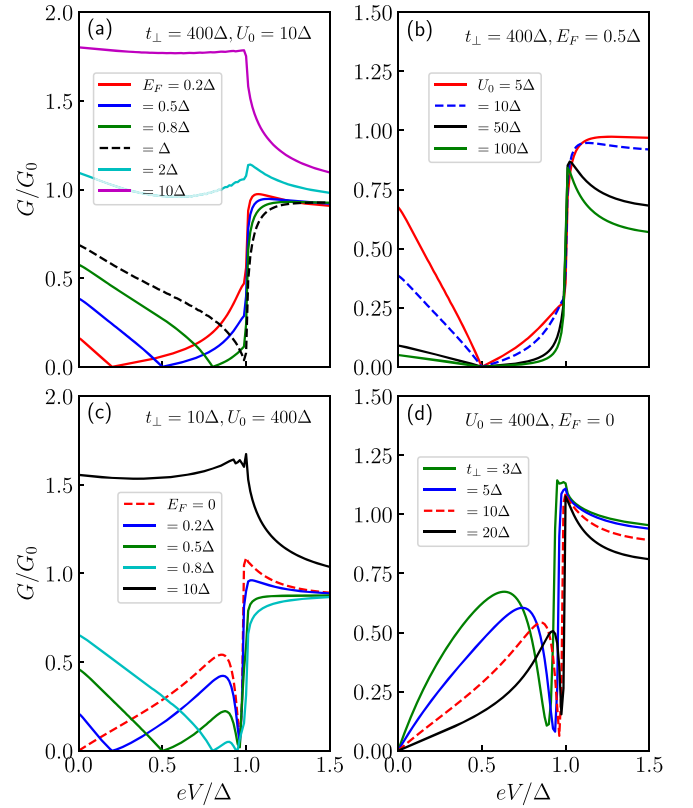 (a)
t⊥ = 400Δ, U₀ = 10Δ
E_F = 0.2Δ
= 0.5Δ
= 0.8Δ
= Δ
= 2Δ
= 10Δ
G/G₀
2.0
1.5
1.0
0.5
0.0
(b)
t⊥ = 400Δ, E_F = 0.5Δ
U₀ = 5Δ
= 10Δ
= 50Δ
= 100Δ
1.50
1.25
1.00
0.75
0.50
0.25
0.00
(c)
t⊥ = 10Δ, U₀ = 400Δ
E_F = 0
= 0.2Δ
= 0.5Δ
= 0.8Δ
= 10Δ
G/G₀
2.0
1.5
1.0
0.5
0.0
0.0 0.5 1.0 1.5
eV/Δ
(d)
U₀ = 400Δ, E_F = 0
t⊥ = 3Δ
= 5Δ
= 10Δ
= 20Δ
1.50
1.25
1.00
0.75
0.50
0.25
0.00
0.0 0.5 1.0 1.5
eV/Δ